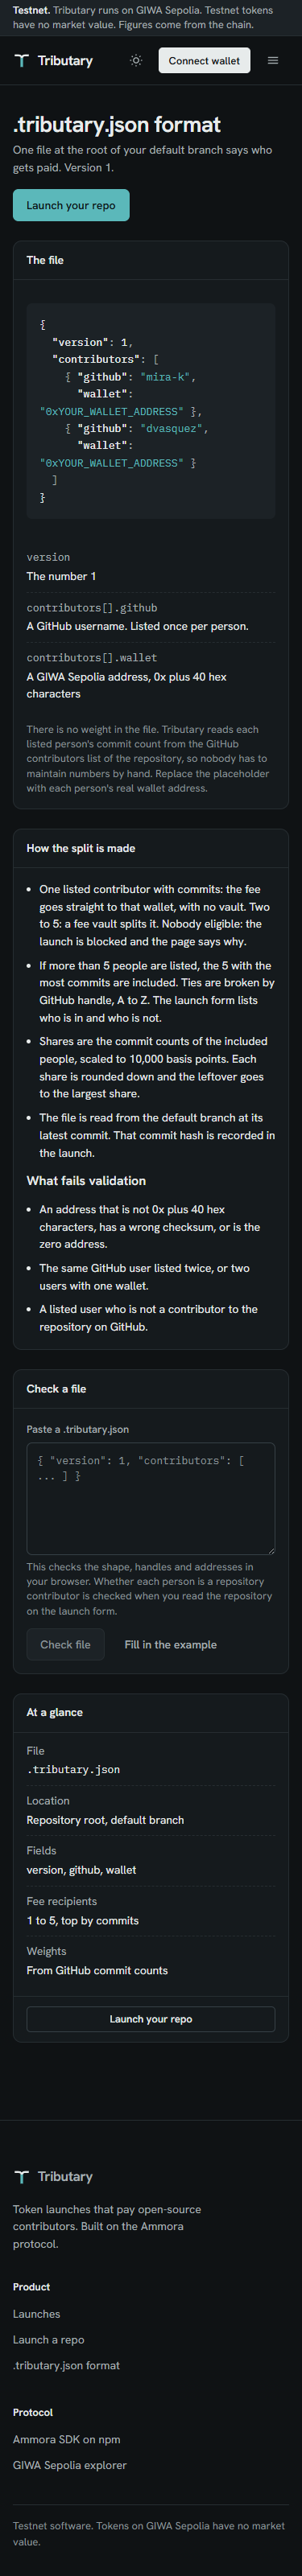 Testnet. Tributary runs on GIWA Sepolia. Testnet tokens
have no market value. Figures come from the chain.
Tributary
Connect wallet
.tributary.json format
One file at the root of your default branch says who
gets paid. Version 1.
Launch your repo
The file
{
"version": 1,
"contributors": [
{ "github": "mira-k",
"wallet":
"0xYOUR_WALLET_ADDRESS" },
{ "github": "dvasquez",
"wallet":
"0xYOUR_WALLET_ADDRESS" }
]
}
version
The number 1
contributors[].github
A GitHub username. Listed once per person.
contributors[].wallet
A GIWA Sepolia address, 0x plus 40 hex
characters
There is no weight in the file. Tributary reads each
listed person's commit count from the GitHub
contributors list of the repository, so nobody has to
maintain numbers by hand. Replace the placeholder
with each person's real wallet address.
How the split is made
• One listed contributor with commits: the fee
goes straight to that wallet, with no vault. Two
to 5: a fee vault splits it. Nobody eligible: the
launch is blocked and the page says why.
• If more than 5 people are listed, the 5 with the
most commits are included. Ties are broken by
GitHub handle, A to Z. The launch form lists
who is in and who is not.
• Shares are the commit counts of the included
people, scaled to 10,000 basis points. Each
share is rounded down and the leftover goes
to the largest share.
• The file is read from the default branch at its
latest commit. That commit hash is recorded in
the launch.
What fails validation
• An address that is not 0x plus 40 hex
characters, has a wrong checksum, or is the
zero address.
• The same GitHub user listed twice, or two
users with one wallet.
• A listed user who is not a contributor to the
repository on GitHub.
Check a file
Paste a .tributary.json
{ "version": 1, "contributors": [
... ] }
This checks the shape, handles and addresses in
your browser. Whether each person is a repository
contributor is checked when you read the repository
on the launch form.
Check file
Fill in the example
At a glance
File
.tributary.json
Location
Repository root, default branch
Fields
version, github, wallet
Fee recipients
1 to 5, top by commits
Weights
From GitHub commit counts
Launch your repo
Tributary
Token launches that pay open-source
contributors. Built on the Ammora
protocol.
Product
Launches
Launch a repo
.tributary.json format
Protocol
Ammora SDK on npm
GIWA Sepolia explorer
Testnet software. Tokens on GIWA Sepolia have no market
value.